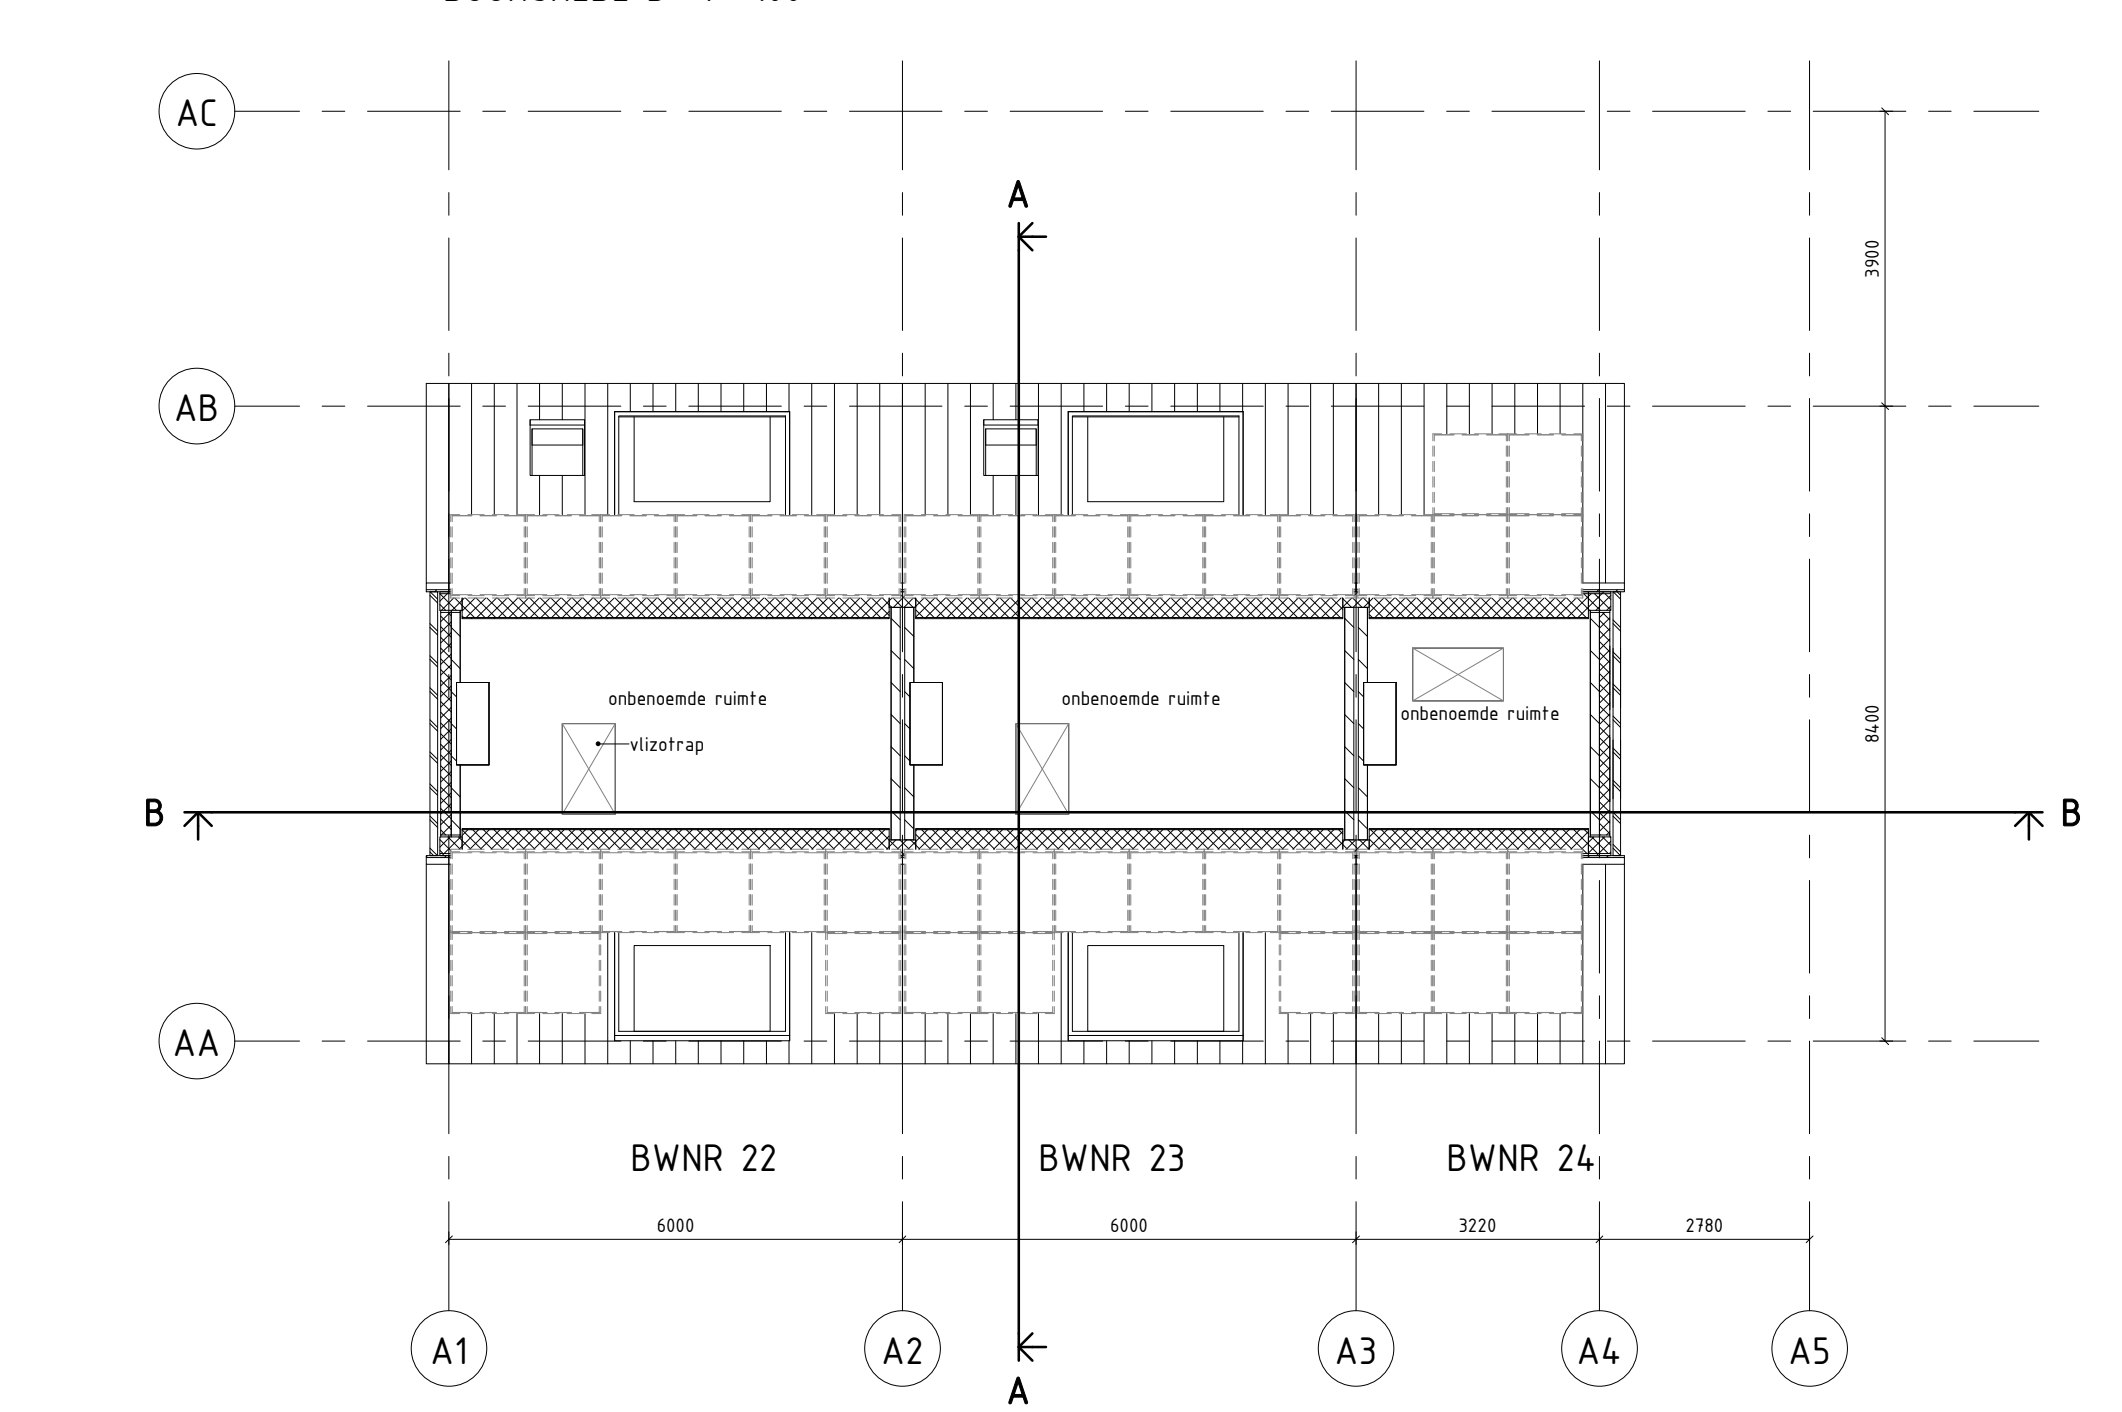 AC
A
3900
AB
onbenoemde ruimte
onbenoemde ruimte
onbenoemde ruimte
vlizotrap
8400
B
B
AA
BWNR 22
BWNR 23
BWNR 24
6000
6000
3220
2780
A1
A2
A3
A4
A5
A